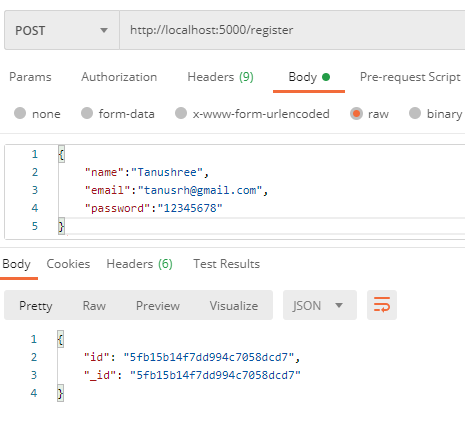 POST http://localhost:5000/register
Params Authorization Headers (9) Body Pre-request Script
none form-data x-www-form-urlencoded raw binary
1 {
2 "name":"Tanushree",
3 "email":"tanusrh@gmail.com",
4 "password":"12345678"
5 }
Body Cookies Headers (6) Test Results
Pretty Raw Preview Visualize JSON
1 {
2 "id": "5fb15b14f7dd994c7058dcd7",
3 "_id": "5fb15b14f7dd994c7058dcd7"
4 }